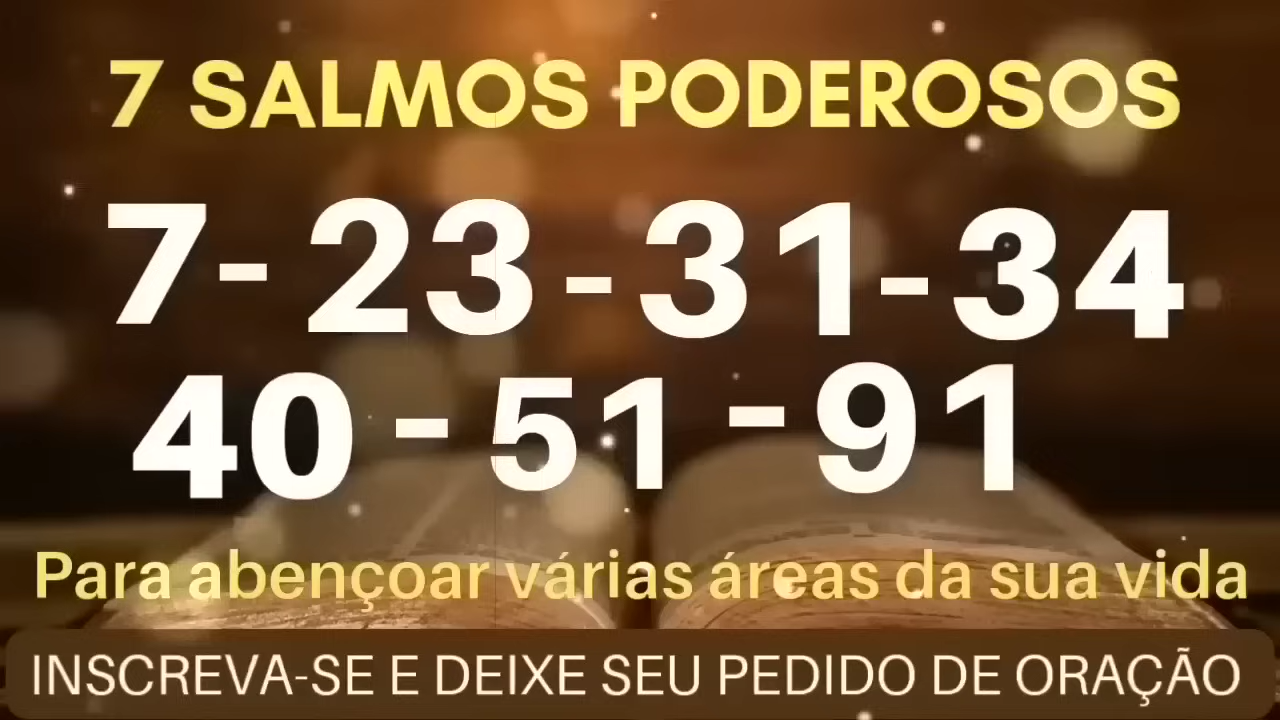 7 SALMOS PODEROSOS
7 - 23 - 31 - 34
40 - 51 - 91
Para abençoar várias áreas da sua vida
INSCREVA-SE E DEIXE SEU PEDIDO DE ORAÇÃO